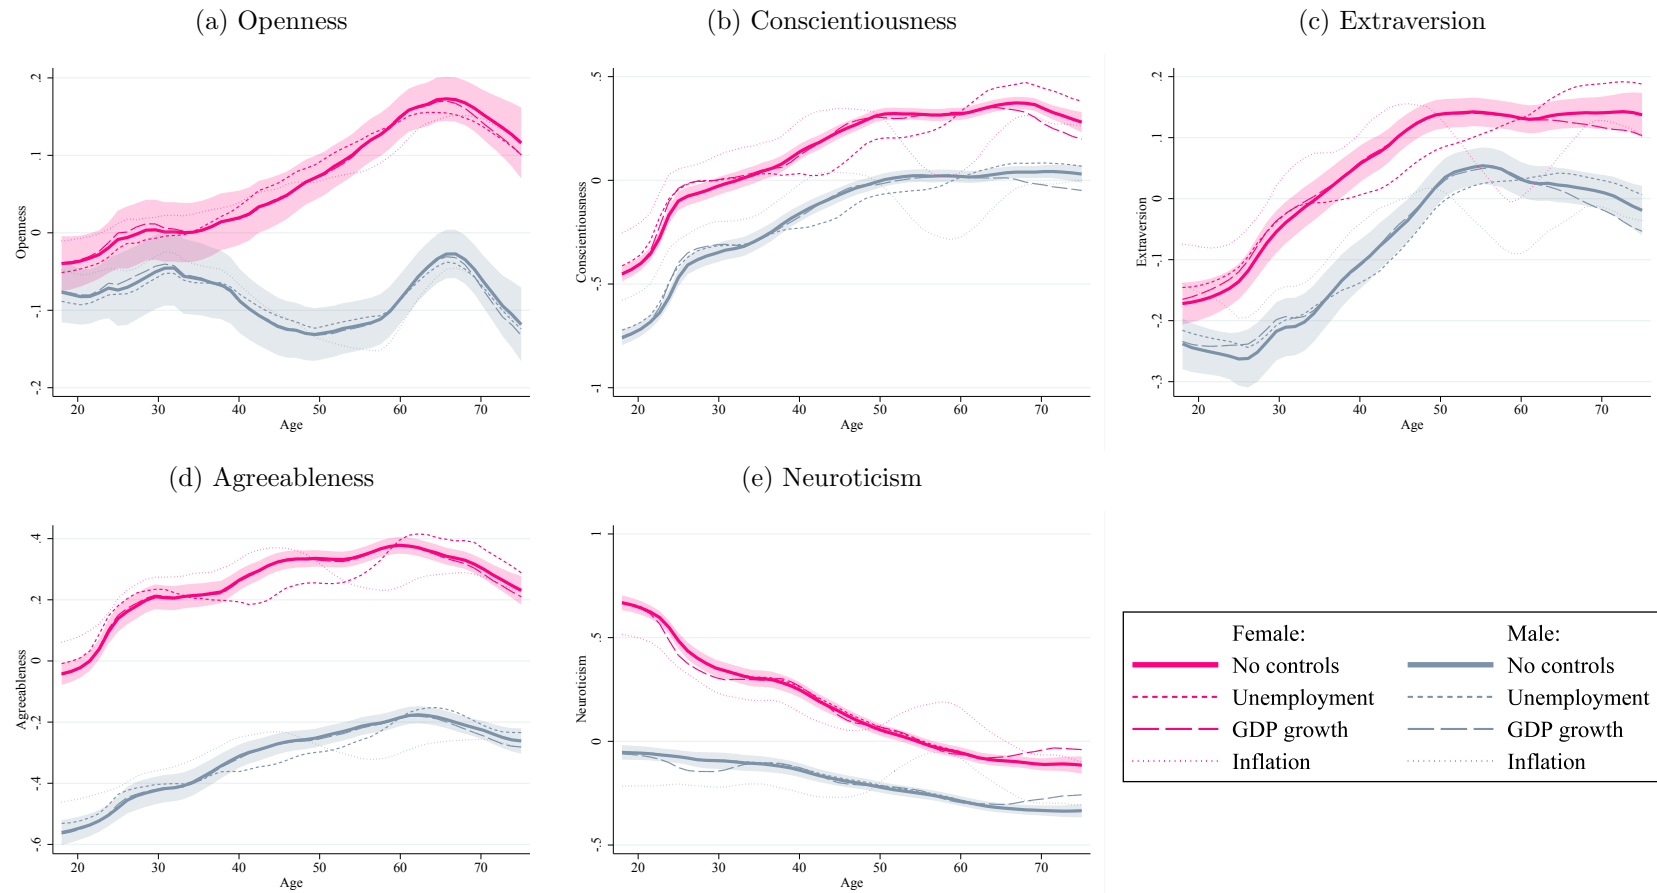 (a) Openness
.2
.1
0
-.1
-.2
Openness
20 30 40 50 60 70
Age
(b) Conscientiousness
.5
0
-.5
-1
Conscientiousness
20 30 40 50 60 70
Age
(c) Extraversion
.2
.1
0
-.1
-.2
-.3
Extraversion
20 30 40 50 60 70
Age
(d) Agreeableness
.4
.2
0
-.2
-.4
-.6
Agreeableness
20 30 40 50 60 70
Age
(e) Neuroticism
1
.5
0
-.5
Neuroticism
20 30 40 50 60 70
Age
Female: Male:
No controls No controls
Unemployment Unemployment
GDP growth GDP growth
Inflation Inflation